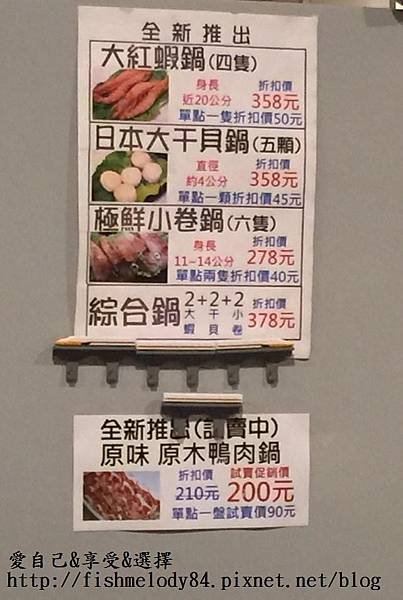 全新推出
大紅蝦鍋(四隻)
身長 折扣價
近20公分 358元
單點一隻折扣價50元
日本大干貝鍋(五顆)
直徑 折扣價
約4公分 358元
單點一顆折扣價45元
極鮮小卷鍋(六隻)
身長 折扣價
11-14公分 278元
單點兩隻折扣價40元
綜合鍋 2+2+2 折扣價
大干小 378元
蝦貝卷
全新推出(試賣中)
原味 原木鴨肉鍋
折扣價 試賣促銷價
210元 200元
單點一盤試賣價90元
愛自己&享受&選擇
http://fishmelody84.pixnet.net/blog